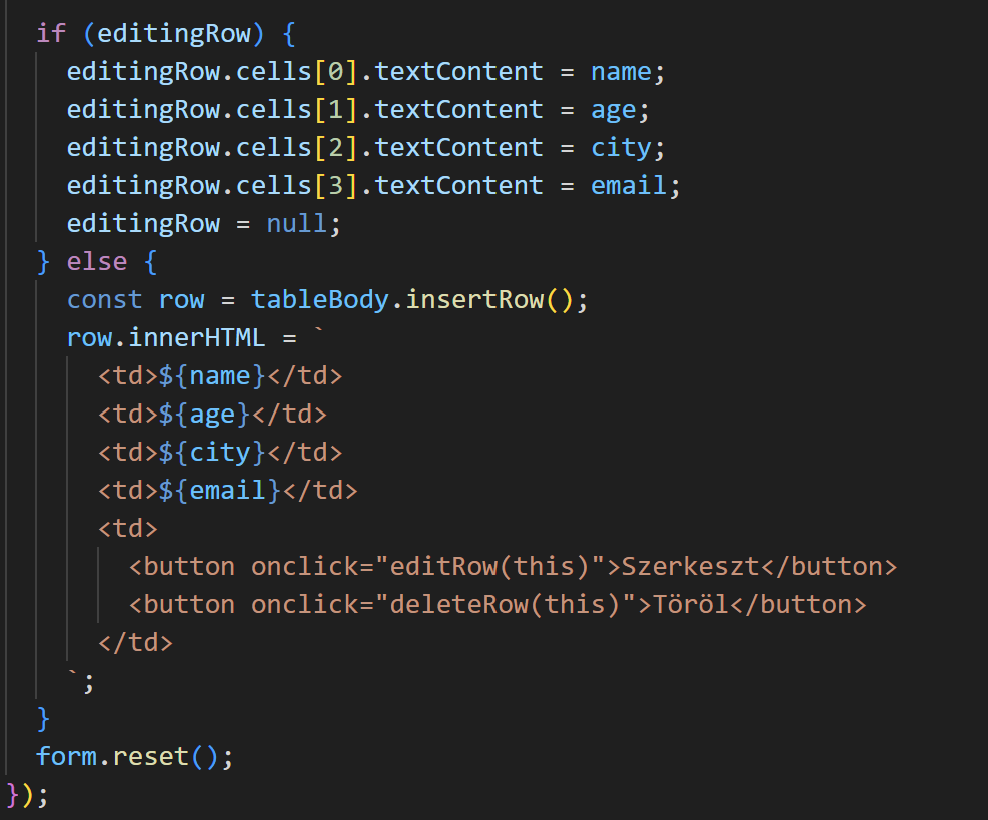 if (editingRow) {
editingRow.cells[0].textContent = name;
editingRow.cells[1].textContent = age;
editingRow.cells[2].textContent = city;
editingRow.cells[3].textContent = email;
editingRow = null;
} else {
const row = tableBody.insertRow();
row.innerHTML = `
<td>${name}</td>
<td>${age}</td>
<td>${city}</td>
<td>${email}</td>
<td>
<button onclick="editRow(this)">Szerkeszt</button>
<button onclick="deleteRow(this)">Töröl</button>
</td>
`;
}
form.reset();
});